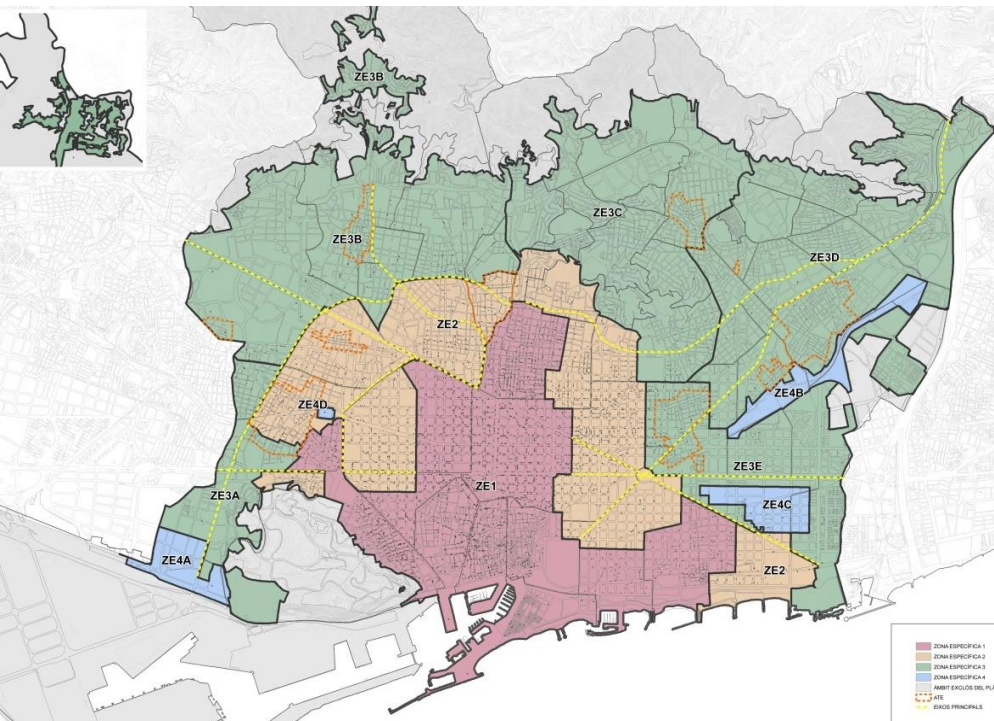 ZE3B
ZE3C
ZE3B
ZE3D
ZE2
ZE4B
ZE4D
ZE3E
ZE1
ZE3A
ZE4C
ZE4A
ZE2
ZONA ESPECÍFICA 1
ZONA ESPECÍFICA 2
ZONA ESPECÍFICA 3
ZONA ESPECÍFICA 4
ÀMBIT EXCLÒS DEL PLA
ATE
EIXOS PRINCIPALS